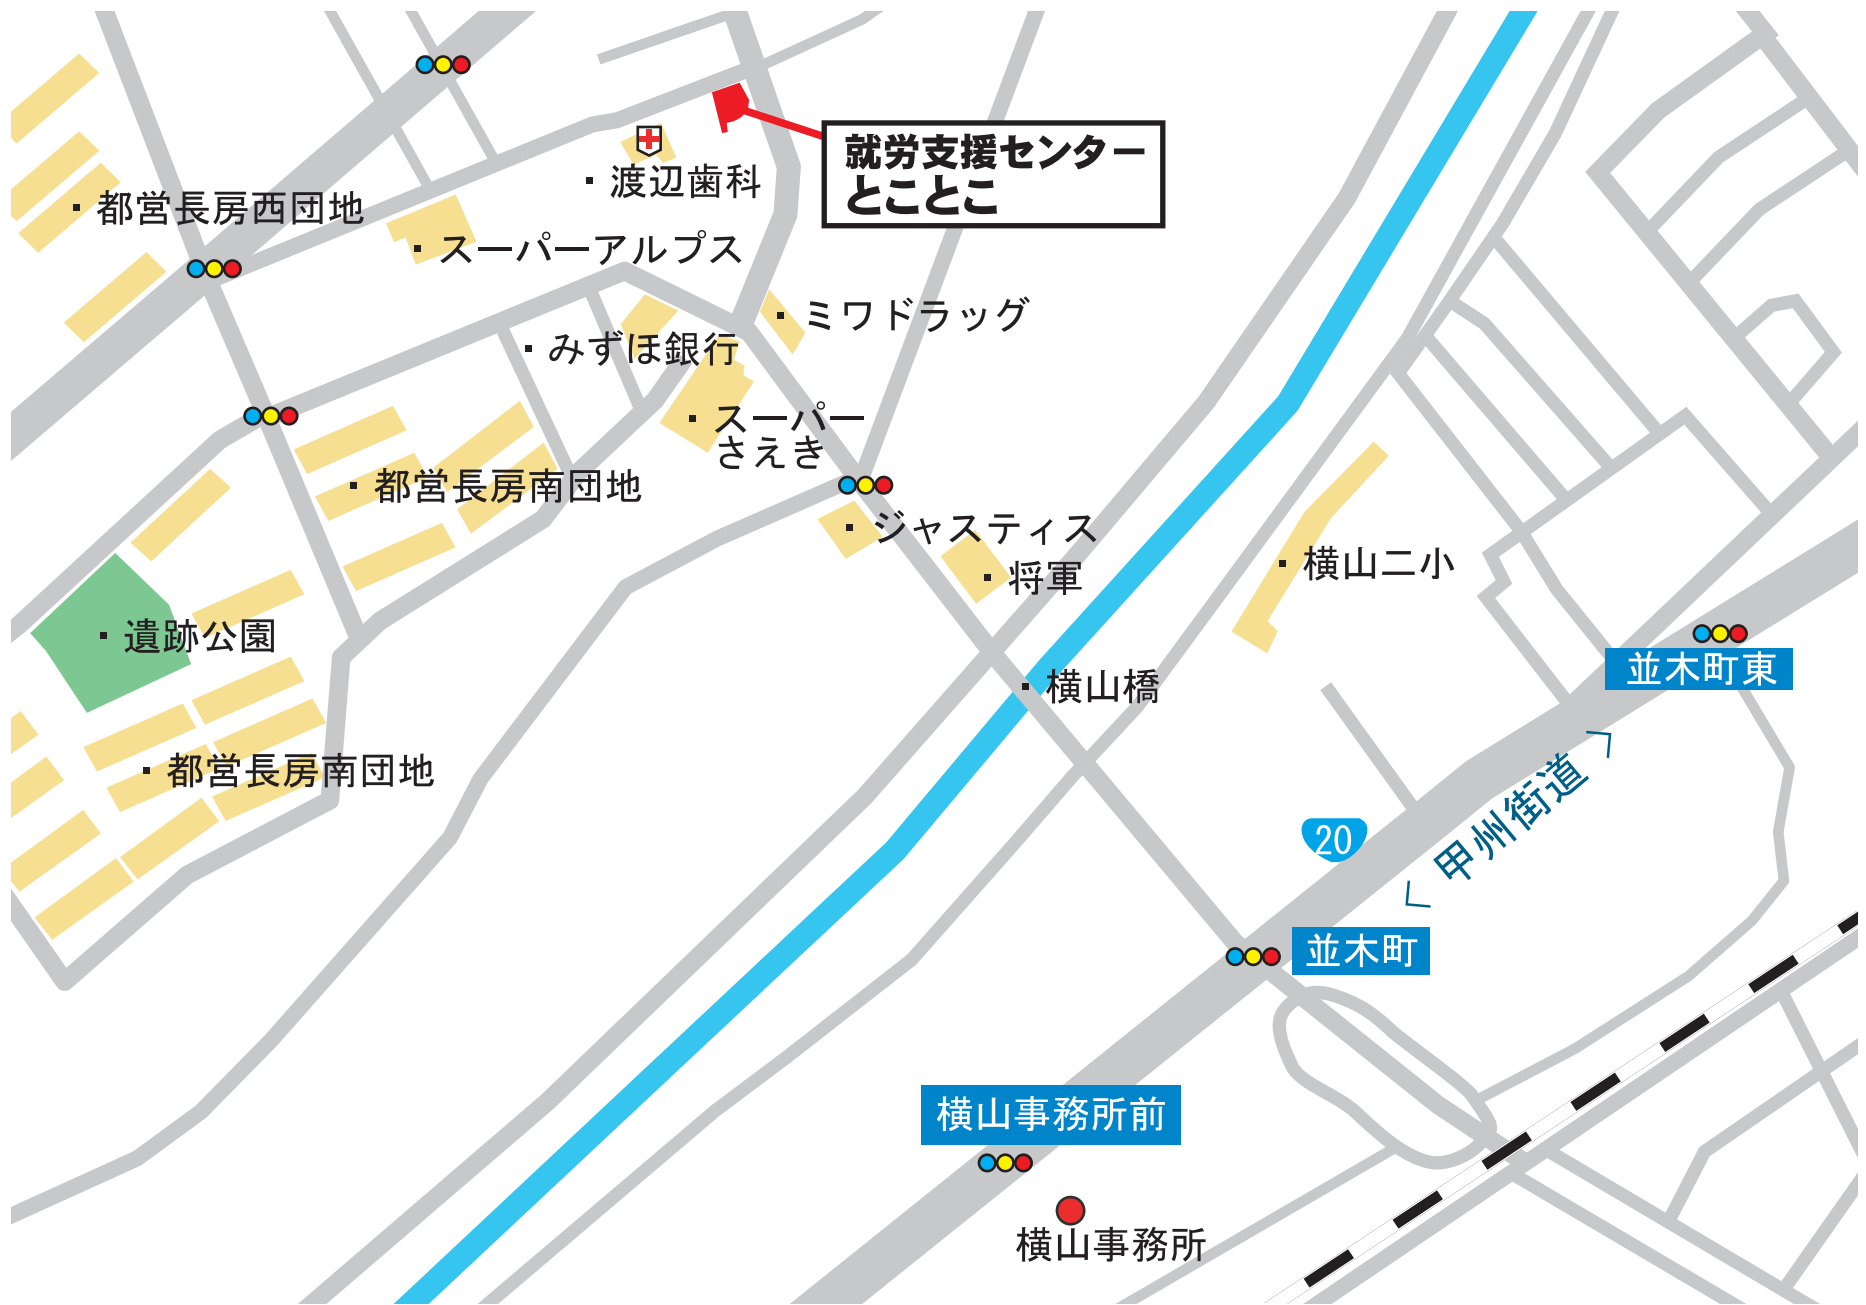 就労支援センター
とことこ
渡辺歯科
都営長房西団地
スーパーアルプス
ミワドラッグ
みずほ銀行
スーパー
さえき
都営長房南団地
ジャスティス
将軍
横山二小
遺跡公園
並木町東
横山橋
都営長房南団地
甲州街道
20
並木町
横山事務所前
横山事務所